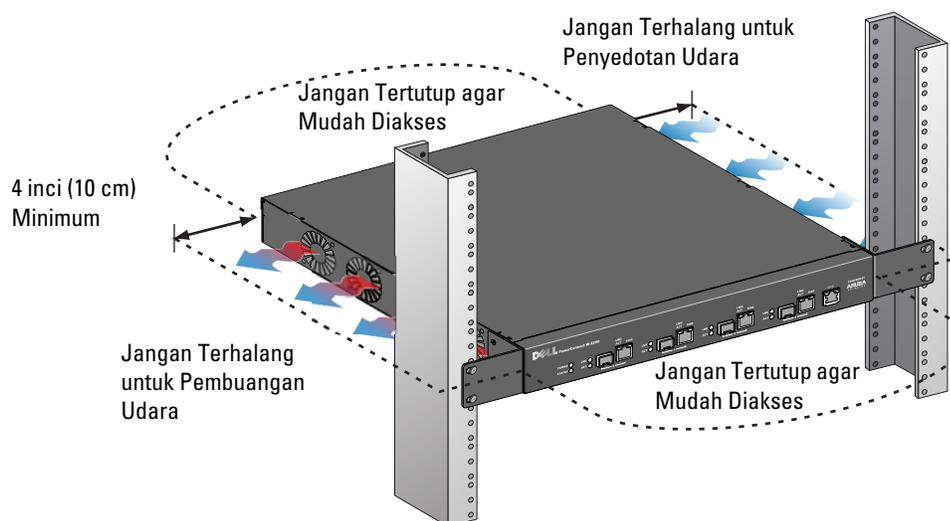 Jangan Terhalang untuk
Penyedotan Udara
Jangan Tertutup agar
Mudah Diakses
4 inci (10 cm)
Minimum
DELL
ARUBA
Jangan Terhalang
untuk Pembuangan
Udara
Jangan Tertutup agar
Mudah Diakses